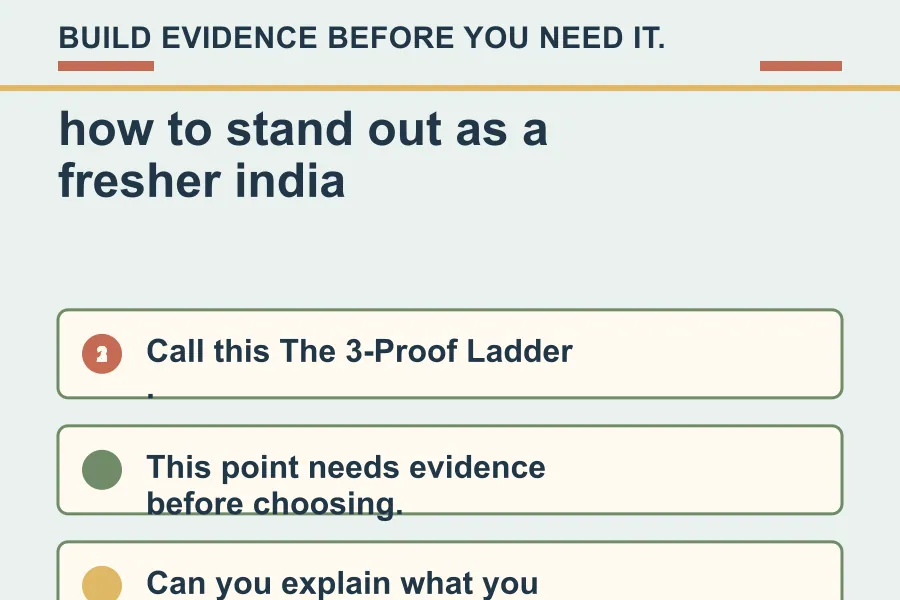 BUILD EVIDENCE BEFORE YOU NEED IT.
how to stand out as a
fresher india
Call this The 3-Proof Ladder
.
This point needs evidence
before choosing.
Can you explain what you